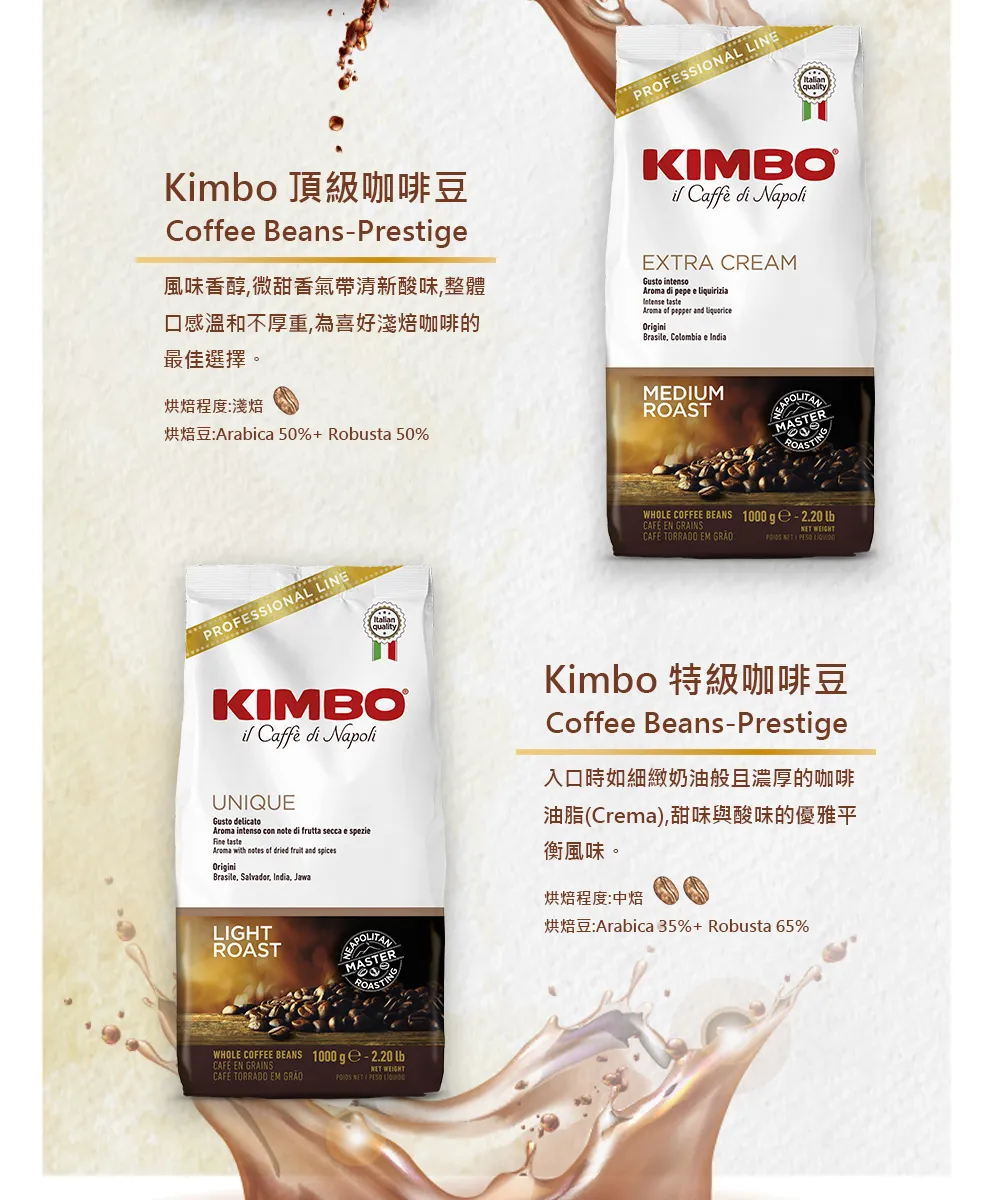 PROFESSIONAL LINE
Italian
quality
KIMBO®
il Caffè di Napoli
EXTRA CREAM
Gusto intenso
Aroma di pepe e liquirizia
Intense taste
Aroma of pepper and liquorice
Origini
Brasile, Colombia e India
MEDIUM
ROAST
NEAPOLITAN
MASTER
ROASTING
WHOLE COFFEE BEANS
CAFÉ EN GRAINS
CAFÉ TORRADO EM GRÃO
1000 g ℮ - 2.20 lb
NET WEIGHT
POIDS NET | PESO LÍQUIDO
Kimbo 頂級咖啡豆
Coffee Beans-Prestige
風味香醇,微甜香氣帶清新酸味,整體
口感溫和不厚重,為喜好淺焙咖啡的
最佳選擇。
烘焙程度:淺焙
烘焙豆:Arabica 50%+ Robusta 50%
PROFESSIONAL LINE
Italian
quality
KIMBO®
il Caffè di Napoli
UNIQUE
Gusto delicato
Aroma intenso con note di frutta secca e spezie
Fine taste
Aroma with notes of dried fruit and spices
Origini
Brasile, Salvador, India, Jawa
LIGHT
ROAST
NEAPOLITAN
MASTER
ROASTING
WHOLE COFFEE BEANS
CAFÉ EN GRAINS
CAFÉ TORRADO EM GRÃO
1000 g ℮ - 2.20 lb
NET WEIGHT
POIDS NET | PESO LÍQUIDO
Kimbo 特級咖啡豆
Coffee Beans-Prestige
入口時如細緻奶油般且濃厚的咖啡
油脂(Crema),甜味與酸味的優雅平
衡風味。
烘焙程度:中焙
烘焙豆:Arabica 35%+ Robusta 65%